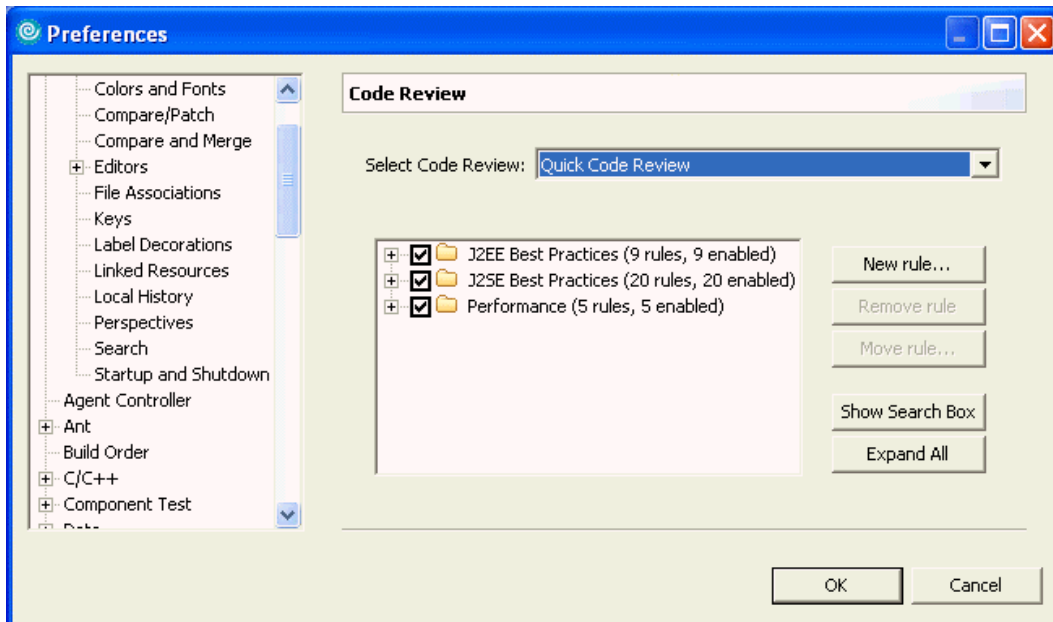 Preferences
Colors and Fonts
Compare/Patch
Compare and Merge
Editors
File Associations
Keys
Label Decorations
Linked Resources
Local History
Perspectives
Search
Startup and Shutdown
Agent Controller
Ant
Build Order
C/C++
Component Test
Code Review
Select Code Review: Quick Code Review
J2EE Best Practices (9 rules, 9 enabled)
J2SE Best Practices (20 rules, 20 enabled)
Performance (5 rules, 5 enabled)
New rule...
Remove rule
Move rule...
Show Search Box
Expand All
OK Cancel